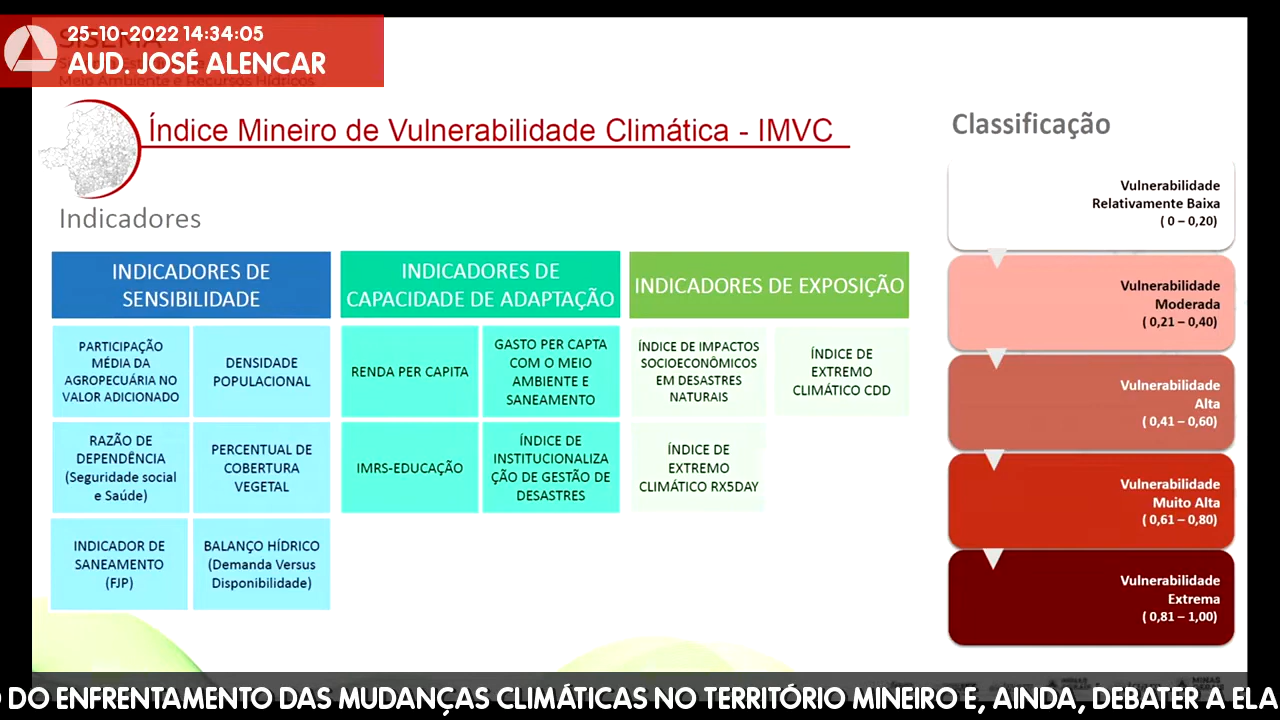 25-10-2022 14:34:05
AUD. JOSÉ ALENCAR
Índice Mineiro de Vulnerabilidade Climática - IMVC
Indicadores
INDICADORES DE
SENSIBILIDADE
PARTICIPAÇÃO
MÉDIA DA
AGROPECUÁRIA NO
VALOR ADICIONADO
DENSIDADE
POPULACIONAL
RAZÃO DE
DEPENDÊNCIA
(Seguridade social
e Saúde)
PERCENTUAL DE
COBERTURA
VEGETAL
INDICADOR DE
SANEAMENTO
(FJP)
BALANÇO HÍDRICO
(Demanda Versus
Disponibilidade)
INDICADORES DE
CAPACIDADE DE ADAPTAÇÃO
RENDA PER CAPITA
GASTO PER CAPTA
COM O MEIO
AMBIENTE E
SANEAMENTO
IMRS-EDUCAÇÃO
ÍNDICE DE
INSTITUCIONALIZA
ÇÃO DE GESTÃO DE
DESASTRES
INDICADORES DE EXPOSIÇÃO
ÍNDICE DE IMPACTOS
SOCIOECONÔMICOS
EM DESASTRES
NATURAIS
ÍNDICE DE
EXTREMO
CLIMÁTICO CDD
ÍNDICE DE
EXTREMO
CLIMÁTICO RX5DAY
Classificação
Vulnerabilidade
Relativamente Baixa
( 0 – 0,20)
Vulnerabilidade
Moderada
( 0,21 – 0,40)
Vulnerabilidade
Alta
( 0,41 – 0,60)
Vulnerabilidade
Muito Alta
( 0,61 – 0,80)
Vulnerabilidade
Extrema
( 0,81 – 1,00)
O DO ENFRENTAMENTO DAS MUDANÇAS CLIMÁTICAS NO TERRITÓRIO MINEIRO E, AINDA, DEBATER A ELA